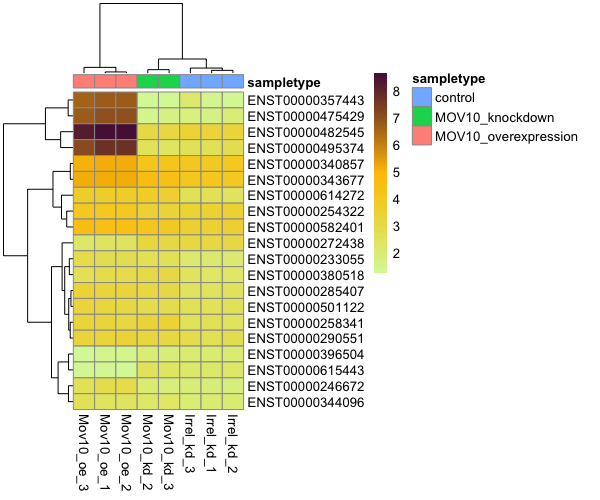 sampletype
ENST00000357443
ENST00000475429
ENST00000482545
ENST00000495374
ENST00000340857
ENST00000343677
ENST00000614272
ENST00000254322
ENST00000582401
ENST00000272438
ENST00000233055
ENST00000380518
ENST00000285407
ENST00000501122
ENST00000258341
ENST00000290551
ENST00000396504
ENST00000615443
ENST00000246672
ENST00000344096
Mov10_oe_3
Mov10_oe_1
Mov10_oe_2
Mov10_kd_2
Mov10_kd_3
Irrel_kd_3
Irrel_kd_1
Irrel_kd_2
8
7
6
5
4
3
2
sampletype
control
MOV10_knockdown
MOV10_overexpression